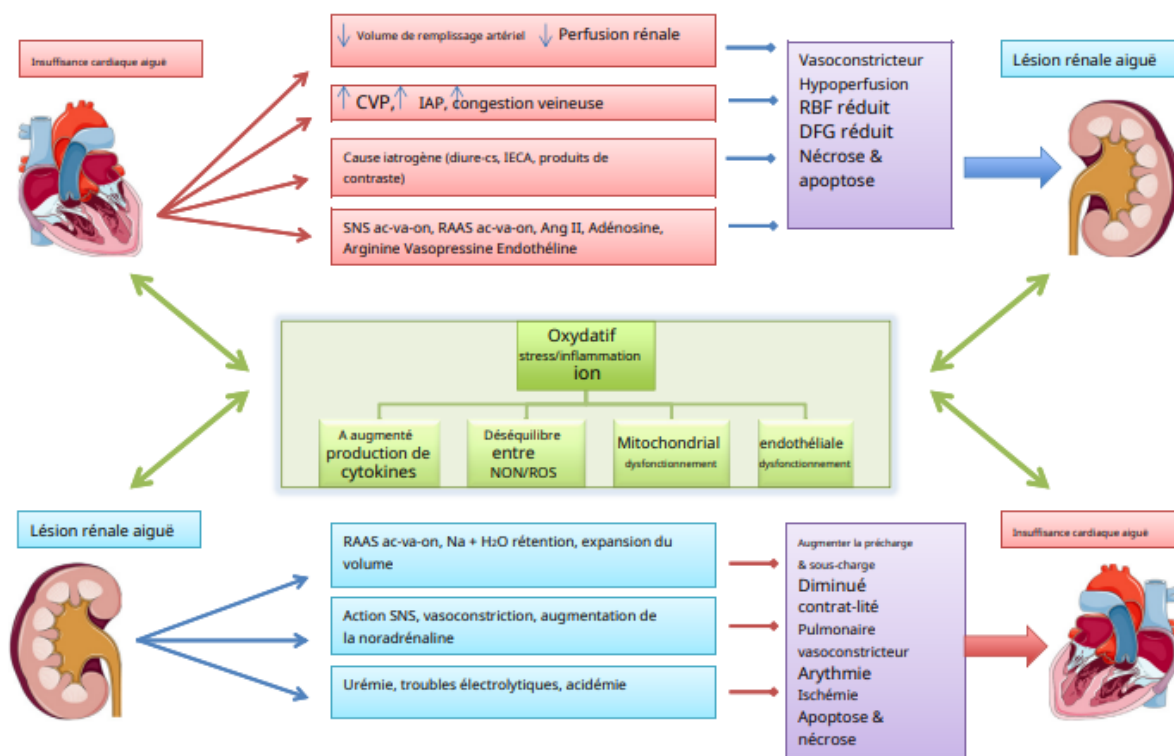 Insuffisance cardiaque aiguë
↓ Volume de remplissage artériel ↓ Perfusion rénale
↑ CVP, ↑ IAP, ↑ congestion veineuse
Cause iatrogène (diure-cs, IECA, produits de
contraste)
SNS ac-va-on, RAAS ac-va-on, Ang II, Adénosine,
Arginine Vasopressine Endothéline
Vasoconstricteur
Hypoperfusion
RBF réduit
DFG réduit
Nécrose &
apoptose
Lésion rénale aiguë
Oxydatif
stress/inflammation
ion
A augmenté
production de
cytokines
Déséquilibre
entre
NON/ROS
Mitochondrial
dysfonctionnement
endothéliale
dysfonctionnement
Lésion rénale aiguë
RAAS ac-va-on, Na + H₂O rétention, expansion du
volume
Action SNS, vasoconstriction, augmentation de
la noradrénaline
Urémie, troubles électrolytiques, acidémie
Augmenter la précharge
& sous-charge
Diminué
contrat-lité
Pulmonaire
vasoconstricteur
Arythmie
Ischémie
Apoptose &
nécrose
Insuffisance cardiaque aiguë